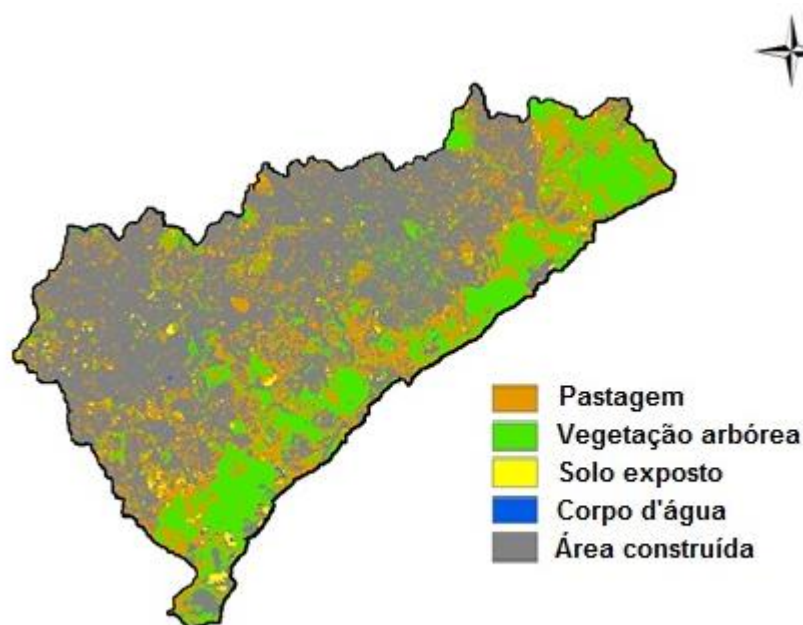 Pastagem
Vegetação arbórea
Solo exposto
Corpo d'água
Área construída